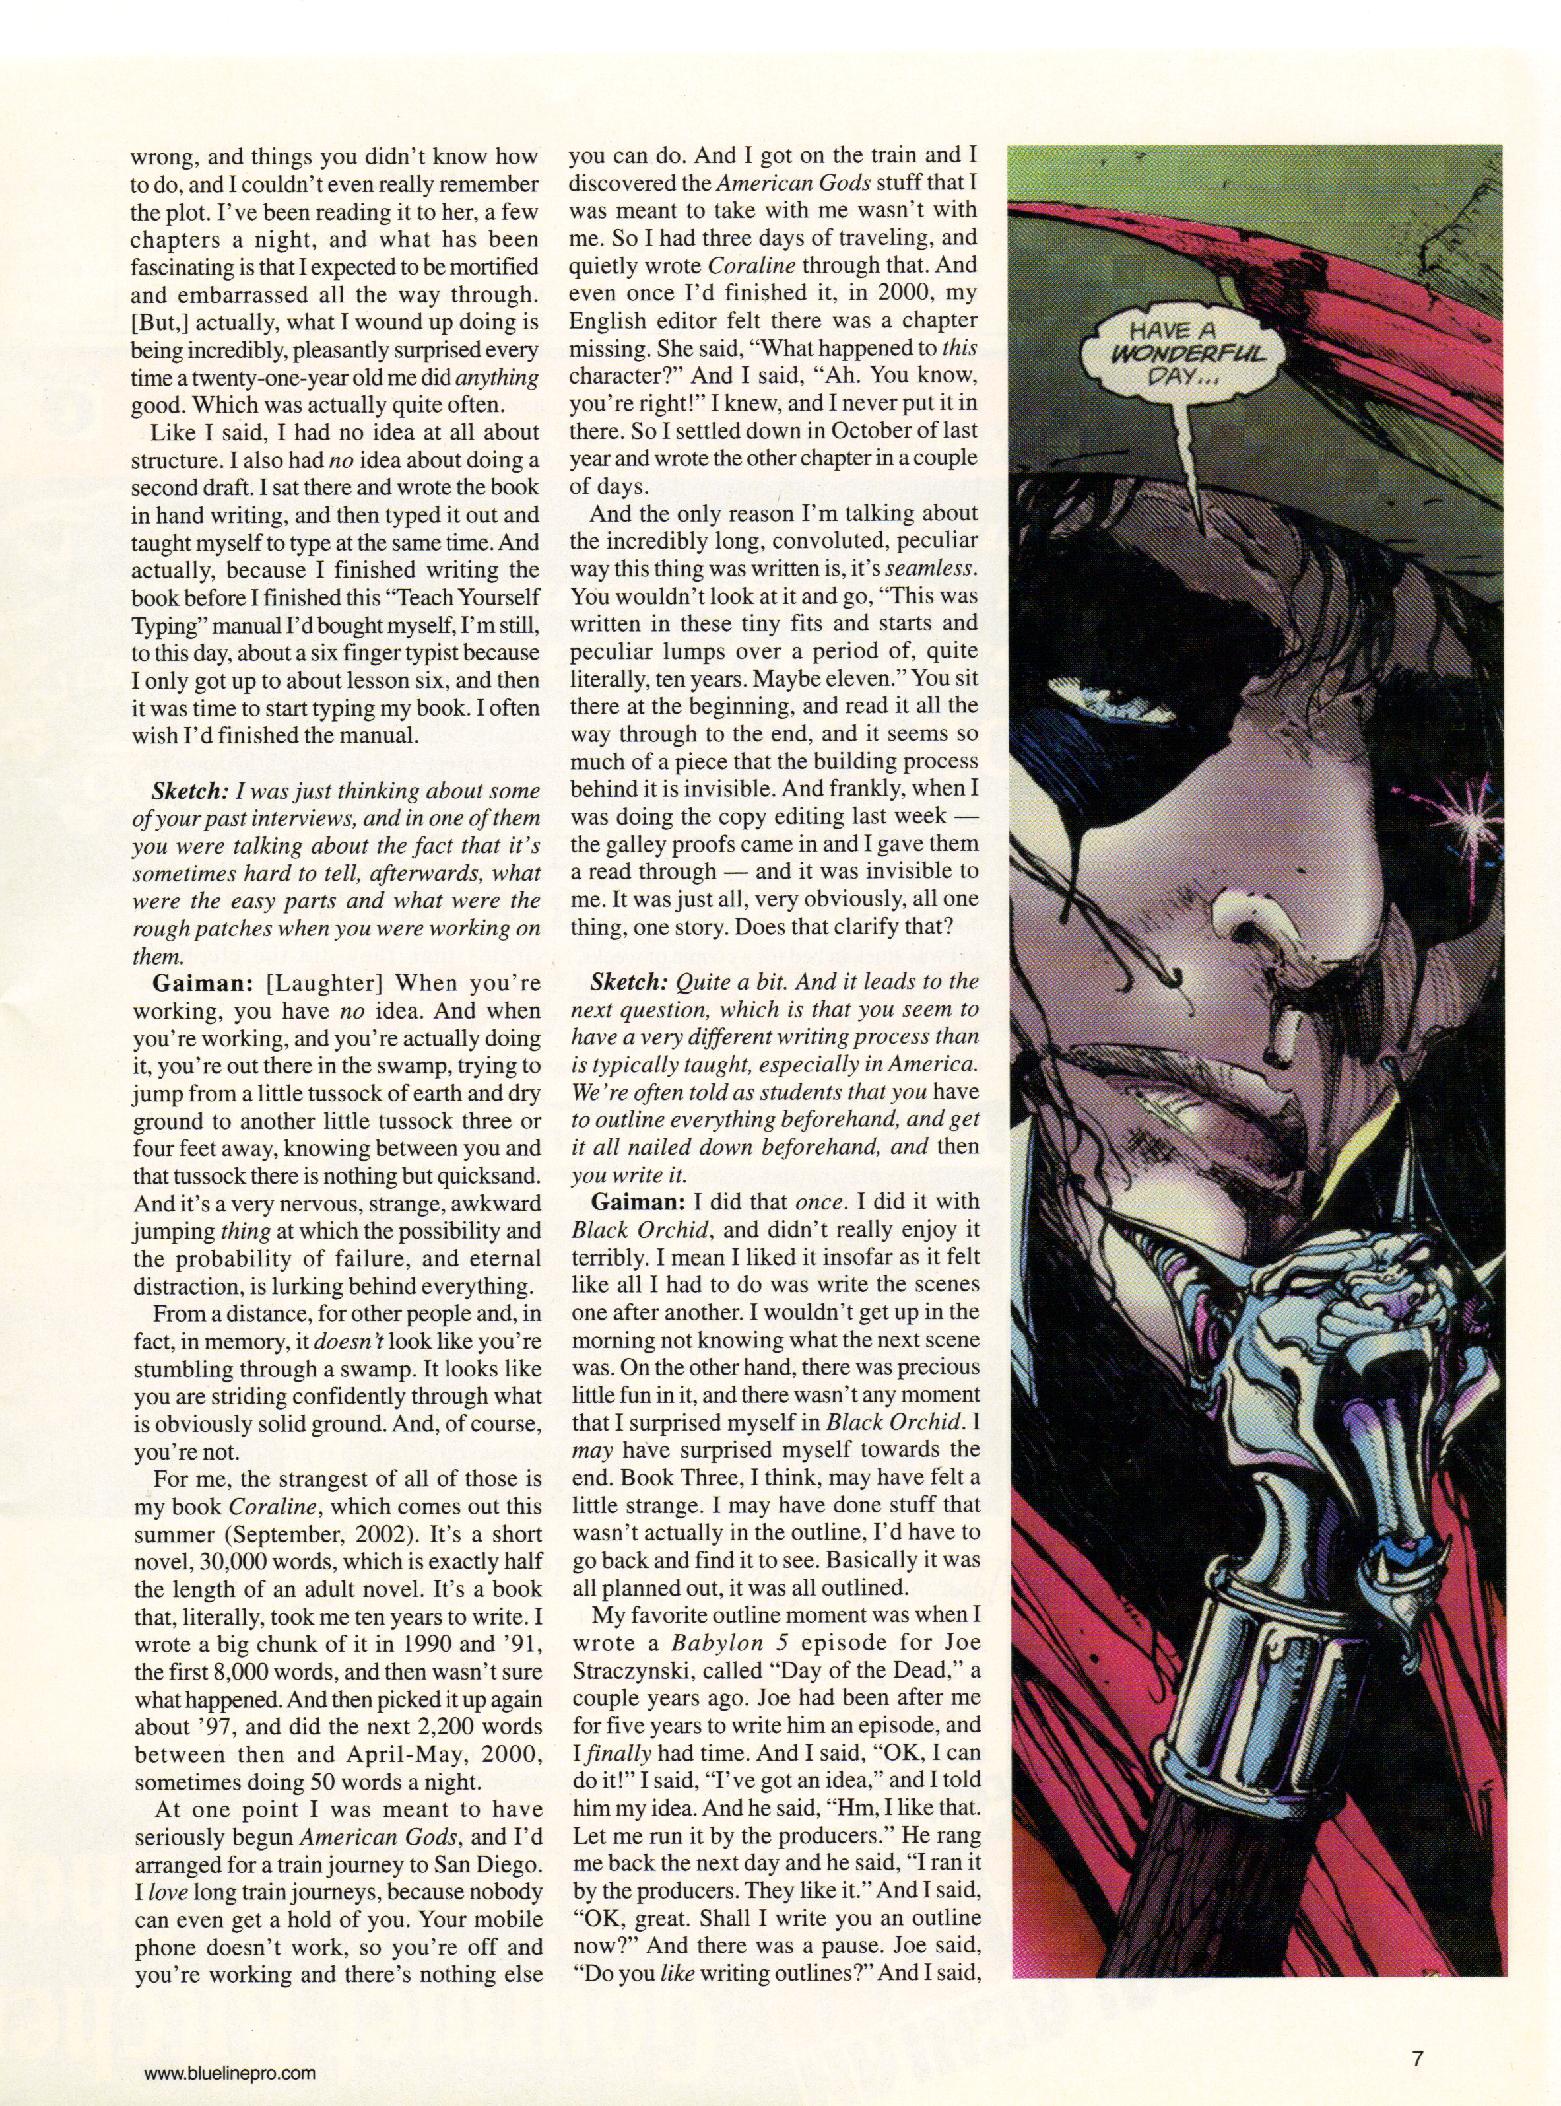 wrong, and things you didn't know how
to do, and I couldn't even really remember
the plot. I've been reading it to her, a few
chapters a night, and what has been
fascinating is that I expected to be mortified
and embarrassed all the way through.
[But,] actually, what I wound up doing is
being incredibly, pleasantly surprised every
time a twenty-one-year old me did anything
good. Which was actually quite often.
Like I said, I had no idea at all about
structure. I also had no idea about doing a
second draft. I sat there and wrote the book
in hand writing, and then typed it out and
taught myself to type at the same time. And
actually, because I finished writing the
book before I finished this “Teach Yourself
Typing” manual I'd bought myself, I'm still,
to this day, about a six finger typist because
I only got up to about lesson six, and then
it was time to start typing my book. I often
wish I'd finished the manual.
Sketch: I was just thinking about some
of your past interviews, and in one of them
you were talking about the fact that it's
sometimes hard to tell, afterwards, what
were the easy parts and what were the
rough patches when you were working on
them.
Gaiman: [Laughter] When you're
working, you have no idea. And when
you're working, and you're actually doing
it, you're out there in the swamp, trying to
jump from a little tussock of earth and dry
ground to another little tussock three or
four feet away, knowing between you and
that tussock there is nothing but quicksand.
And it's a very nervous, strange, awkward
jumping thing at which the possibility and
the probability of failure, and eternal
distraction, is lurking behind everything.
From a distance, for other people and, in
fact, in memory, it doesn't look like you're
stumbling through a swamp. It looks like
you are striding confidently through what
is obviously solid ground. And, of course,
you're not.
For me, the strangest of all of those is
my book Coraline, which comes out this
summer (September, 2002). It's a short
novel, 30,000 words, which is exactly half
the length of an adult novel. It's a book
that, literally, took me ten years to write. I
wrote a big chunk of it in 1990 and '91,
the first 8,000 words, and then wasn't sure
what happened. And then picked it up again
about '97, and did the next 2,200 words
between then and April-May, 2000,
sometimes doing 50 words a night.
At one point I was meant to have
seriously begun American Gods, and I'd
arranged for a train journey to San Diego.
I love long train journeys, because nobody
can even get a hold of you. Your mobile
phone doesn't work, so you're off and
you're working and there's nothing else
you can do. And I got on the train and I
discovered the American Gods stuff that I
was meant to take with me wasn't with
me. So I had three days of traveling, and
quietly wrote Coraline through that. And
even once I'd finished it, in 2000, my
English editor felt there was a chapter
missing. She said, “What happened to this
character?” And I said, “Ah. You know,
you're right!” I knew, and I never put it in
there. So I settled down in October of last
year and wrote the other chapter in a couple
of days.
And the only reason I'm talking about
the incredibly long, convoluted, peculiar
way this thing was written is, it's seamless.
You wouldn't look at it and go, “This was
written in these tiny fits and starts and
peculiar lumps over a period of, quite
literally, ten years. Maybe eleven.” You sit
there at the beginning, and read it all the
way through to the end, and it seems so
much of a piece that the building process
behind it is invisible. And frankly, when I
was doing the copy editing last week —
the galley proofs came in and I gave them
a read through — and it was invisible to
me. It was just all, very obviously, all one
thing, one story. Does that clarify that?
Sketch: Quite a bit. And it leads to the
next question, which is that you seem to
have a very different writing process than
is typically taught, especially in America.
We're often told as students that you have
to outline everything beforehand, and get
it all nailed down beforehand, and then
you write it.
Gaiman: I did that once. I did it with
Black Orchid, and didn't really enjoy it
terribly. I mean I liked it insofar as it felt
like all I had to do was write the scenes
one after another. I wouldn't get up in the
morning not knowing what the next scene
was. On the other hand, there was precious
little fun in it, and there wasn't any moment
that I surprised myself in Black Orchid. I
may have surprised myself towards the
end. Book Three, I think, may have felt a
little strange. I may have done stuff that
wasn't actually in the outline, I'd have to
go back and find it to see. Basically it was
all planned out, it was all outlined.
My favorite outline moment was when I
wrote a Babylon 5 episode for Joe
Straczynski, called “Day of the Dead,” a
couple years ago. Joe had been after me
for five years to write him an episode, and
I finally had time. And I said, “OK, I can
do it!” I said, “I've got an idea,” and I told
him my idea. And he said, “Hm, I like that.
Let me run it by the producers.” He rang
me back the next day and he said, “I ran it
by the producers. They like it.” And I said,
“OK, great. Shall I write you an outline
now?” And there was a pause. Joe said,
“Do you like writing outlines?” And I said,
HAVE A
WONDERFUL
DAY...
www.bluelinepro.com
7